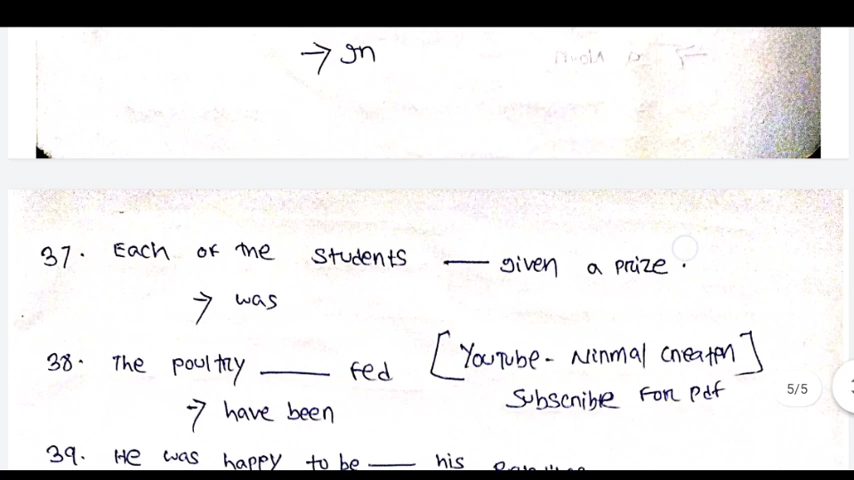 → In
37. Each of the students — given a prize.
→ was
38. The poultry — fed
[YouTube - Nirmal Creator]
→ have been
Subscribe For Pdf
5/5
39. He was happy to be — his